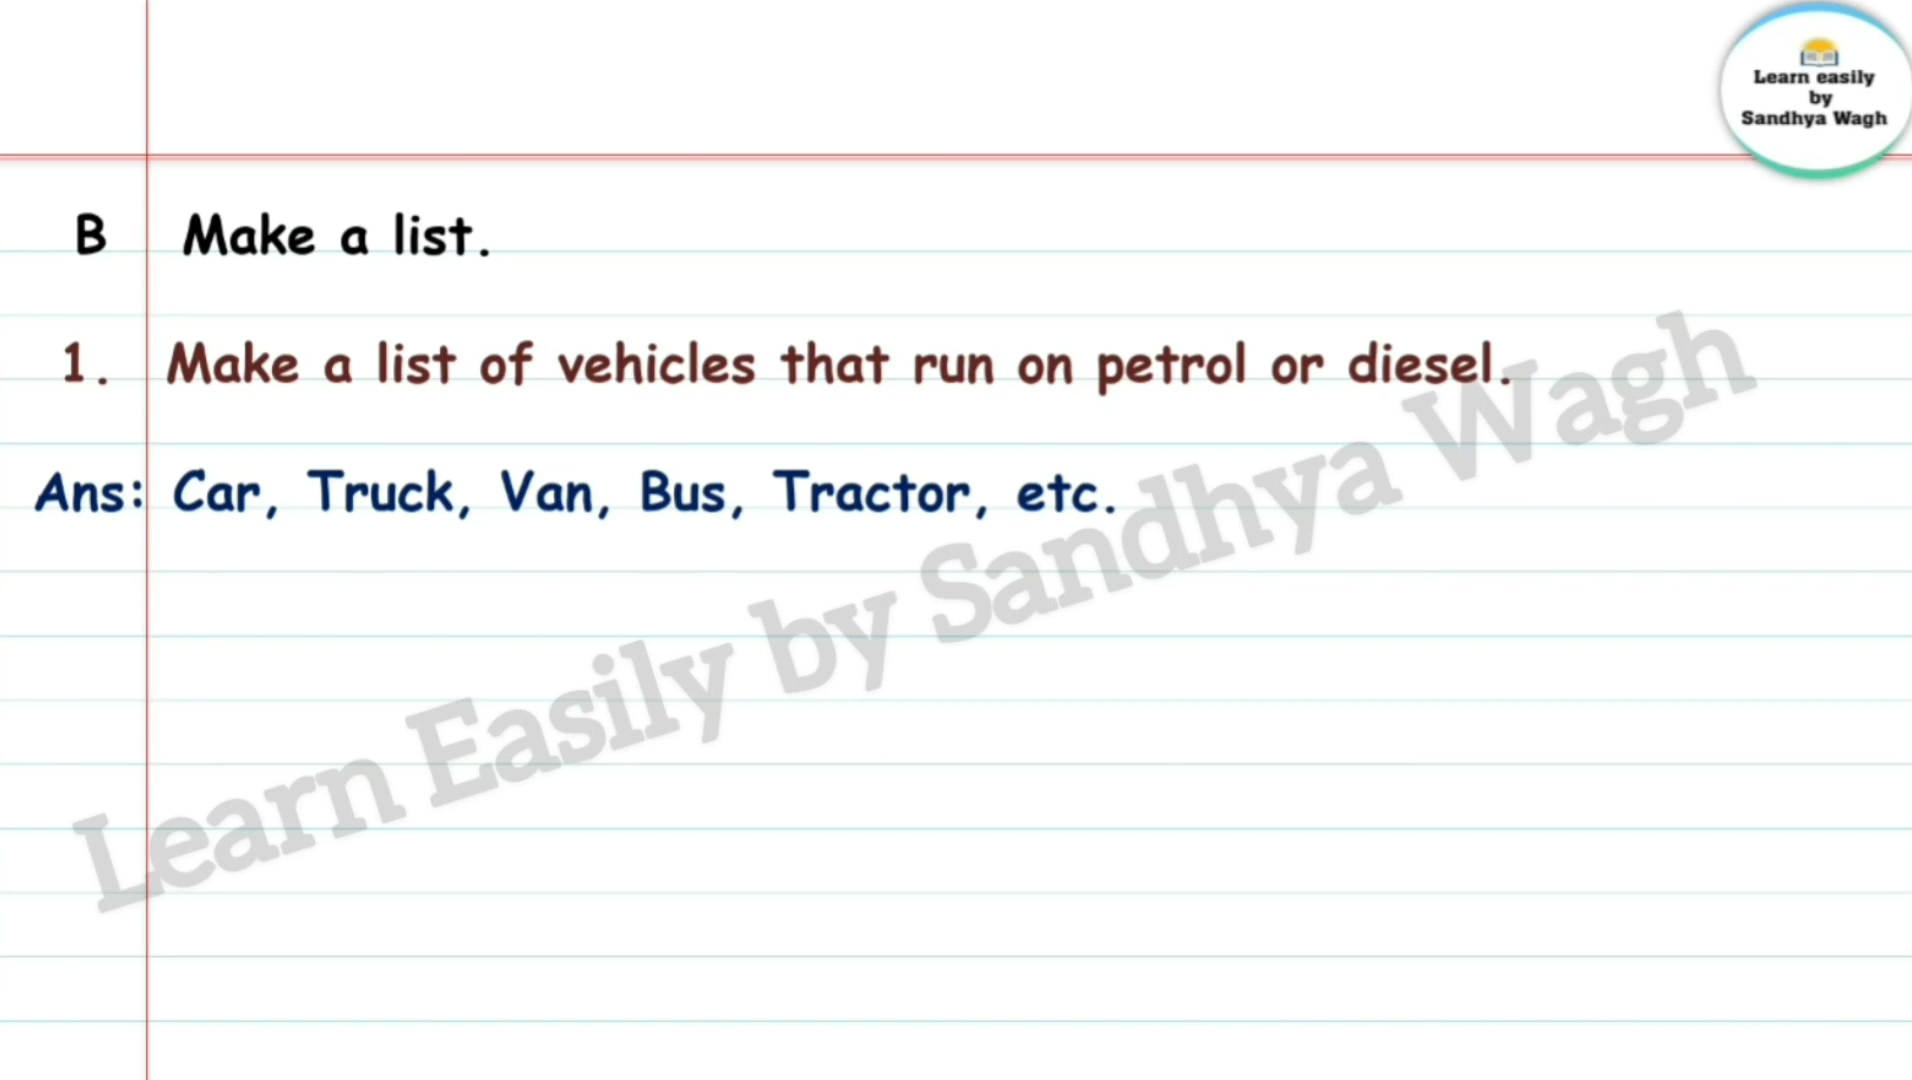 Learn easily
by
Sandhya Wagh
B Make a list.
1. Make a list of vehicles that run on petrol or diesel.
Ans: Car, Truck, Van, Bus, Tractor, etc.
Learn Easily by Sandhya Wagh